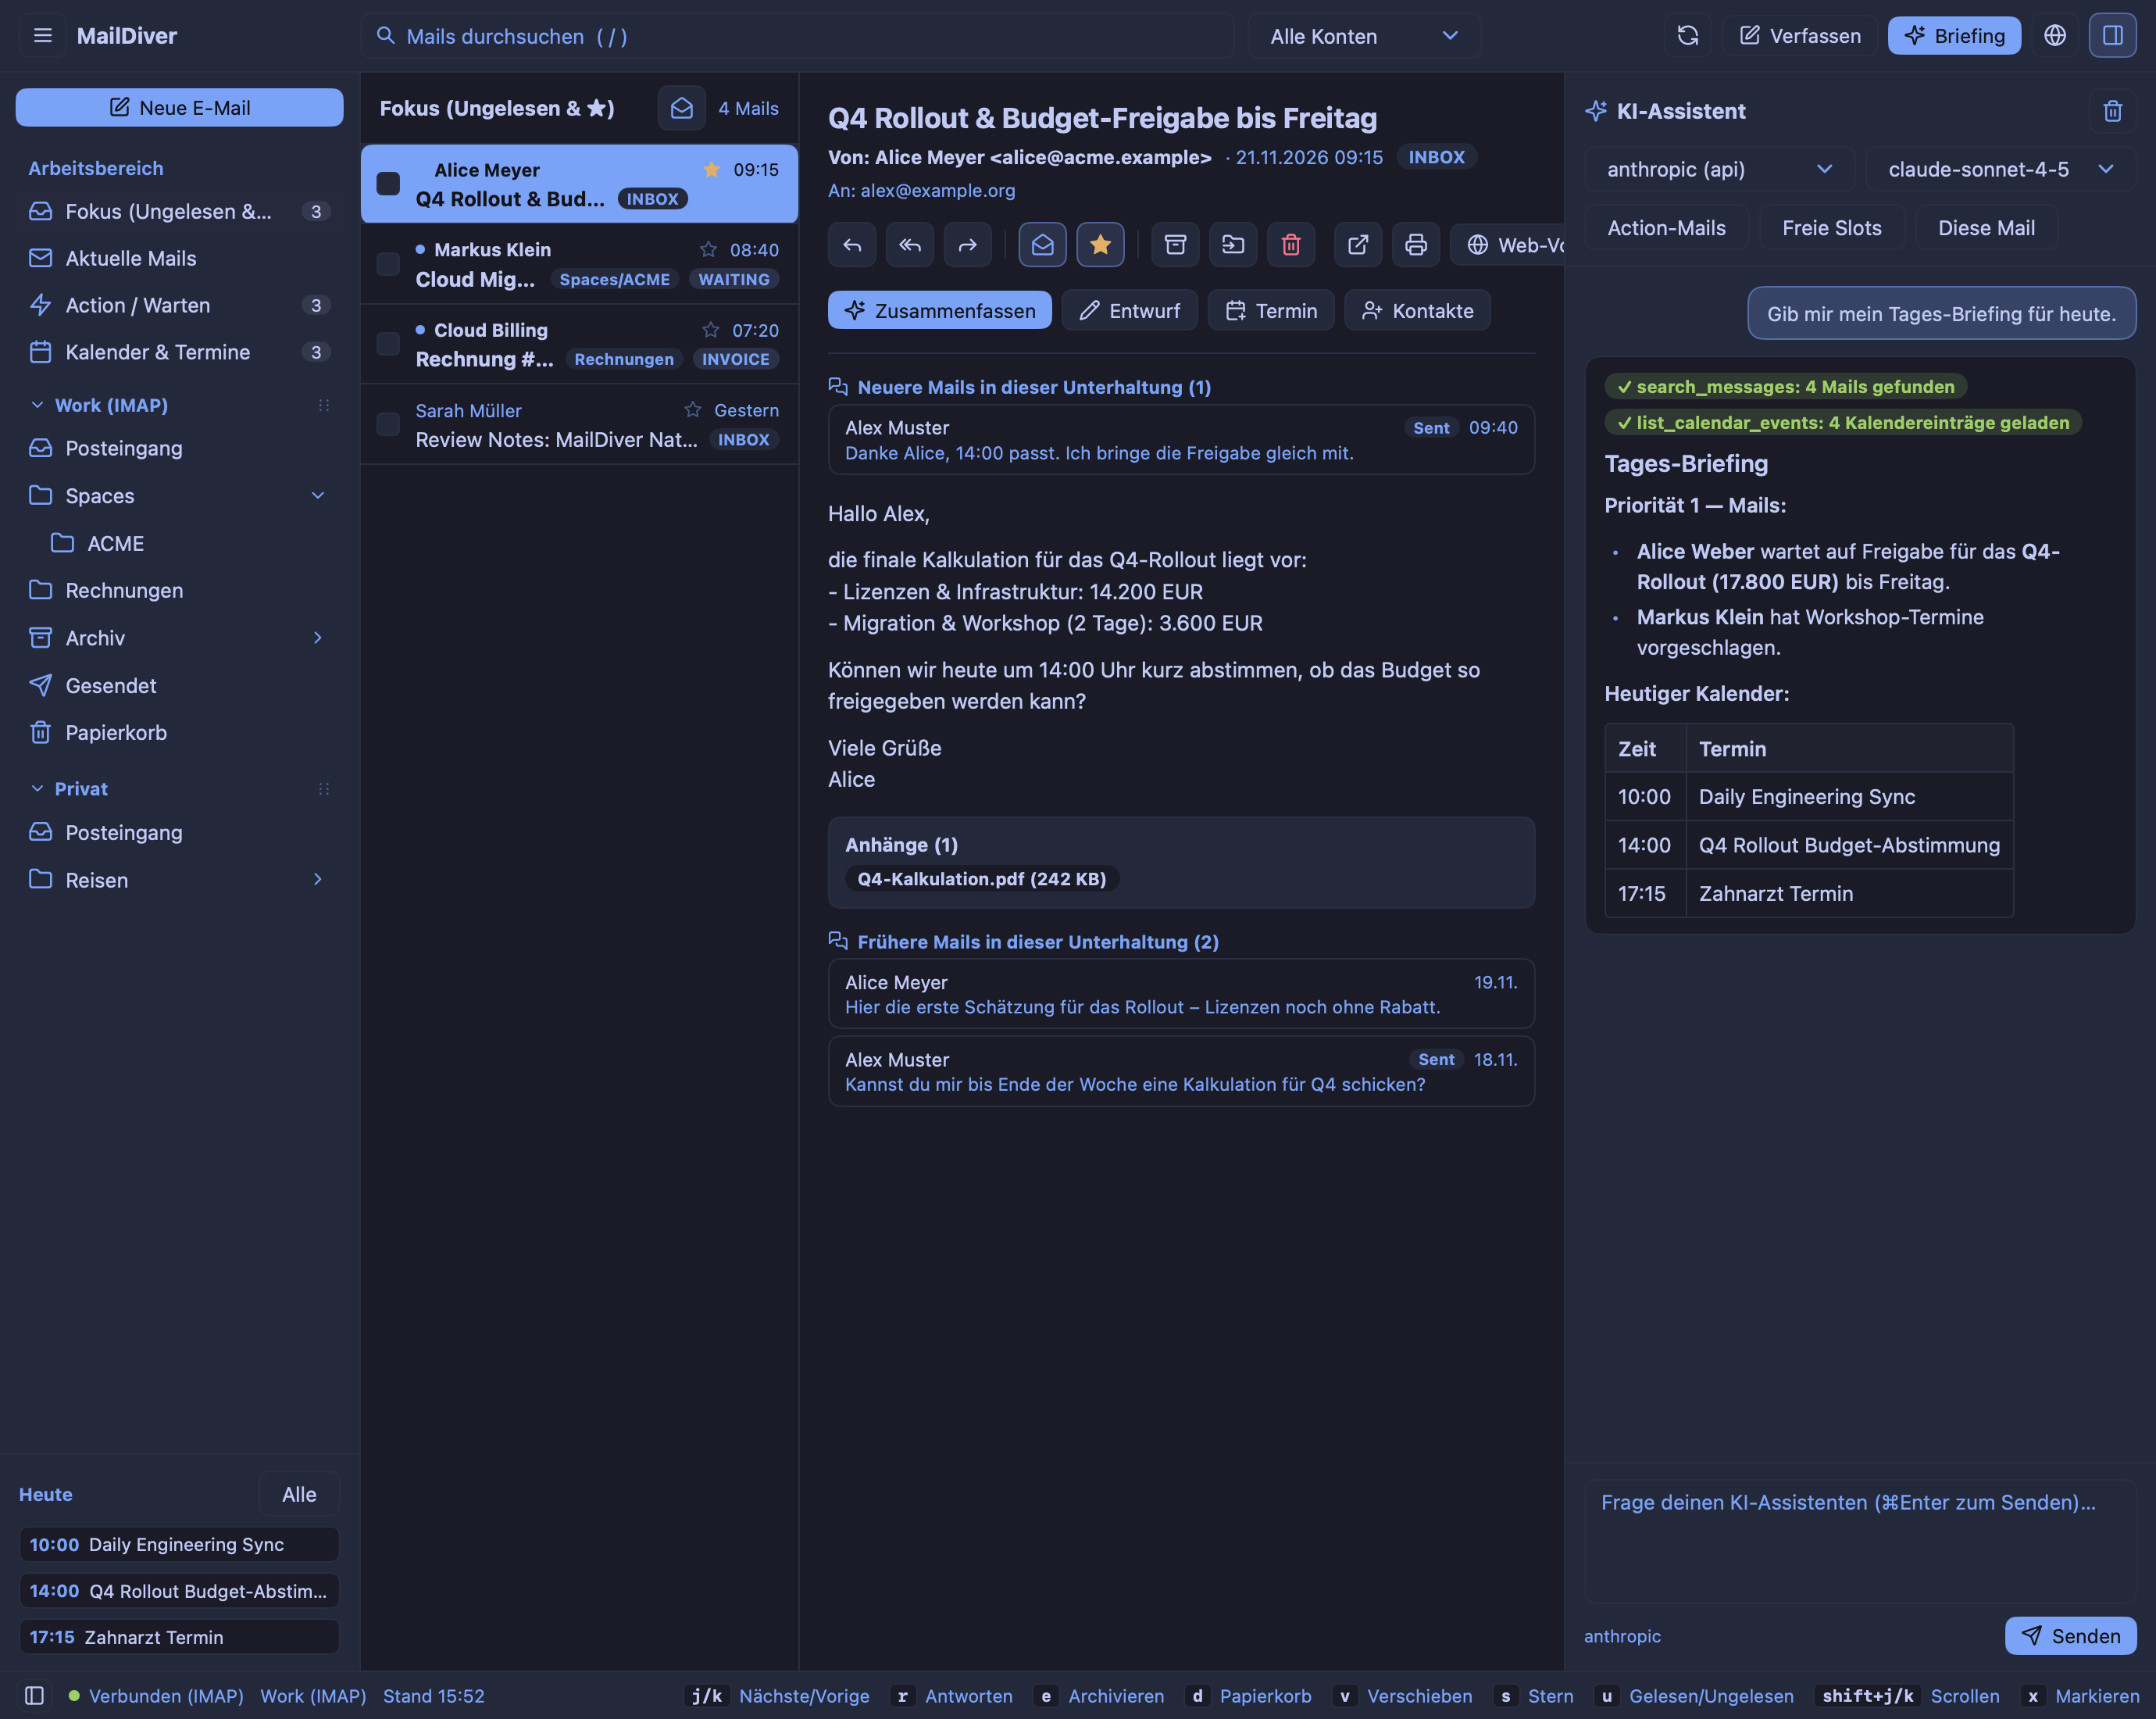 MailDiver
Mails durchsuchen (/)
Alle Konten
Verfassen
Briefing
Neue E-Mail
Arbeitsbereich
Fokus (Ungelesen &... 3
Aktuelle Mails
Action / Warten 3
Kalender & Termine 3
Work (IMAP)
Posteingang
Spaces
ACME
Rechnungen
Archiv
Gesendet
Papierkorb
Privat
Posteingang
Reisen
Heute
Alle
10:00 Daily Engineering Sync
14:00 Q4 Rollout Budget-Abstim...
17:15 Zahnarzt Termin
Fokus (Ungelesen & ★) 4 Mails
Alice Meyer 09:15
Q4 Rollout & Bud... INBOX
Markus Klein 08:40
Cloud Mig... Spaces/ACME WAITING
Cloud Billing 07:20
Rechnung #... Rechnungen INVOICE
Sarah Müller Gestern
Review Notes: MailDiver Nat... INBOX
Q4 Rollout & Budget-Freigabe bis Freitag
Von: Alice Meyer <alice@acme.example> · 21.11.2026 09:15 INBOX
An: alex@example.org
Web-Vo
Zusammenfassen
Entwurf
Termin
Kontakte
Neuere Mails in dieser Unterhaltung (1)
Alex Muster Sent 09:40
Danke Alice, 14:00 passt. Ich bringe die Freigabe gleich mit.
Hallo Alex,
die finale Kalkulation für das Q4-Rollout liegt vor:
- Lizenzen & Infrastruktur: 14.200 EUR
- Migration & Workshop (2 Tage): 3.600 EUR
Können wir heute um 14:00 Uhr kurz abstimmen, ob das Budget so
freigegeben werden kann?
Viele Grüße
Alice
Anhänge (1)
Q4-Kalkulation.pdf (242 KB)
Frühere Mails in dieser Unterhaltung (2)
Alice Meyer 19.11.
Hier die erste Schätzung für das Rollout – Lizenzen noch ohne Rabatt.
Alex Muster Sent 18.11.
Kannst du mir bis Ende der Woche eine Kalkulation für Q4 schicken?
KI-Assistent
anthropic (api)
claude-sonnet-4-5
Action-Mails
Freie Slots
Diese Mail
Gib mir mein Tages-Briefing für heute.
✓ search_messages: 4 Mails gefunden
✓ list_calendar_events: 4 Kalendereinträge geladen
Tages-Briefing
Priorität 1 — Mails:
• Alice Weber wartet auf Freigabe für das Q4-
Rollout (17.800 EUR) bis Freitag.
• Markus Klein hat Workshop-Termine
vorgeschlagen.
Heutiger Kalender:
Zeit Termin
10:00 Daily Engineering Sync
14:00 Q4 Rollout Budget-Abstimmung
17:15 Zahnarzt Termin
Frage deinen KI-Assistenten (⌘Enter zum Senden)...
anthropic
Senden
Verbunden (IMAP) Work (IMAP) Stand 15:52
j/k Nächste/Vorige r Antworten e Archivieren d Papierkorb v Verschieben s Stern u Gelesen/Ungelesen shift+j/k Scrollen x Markieren